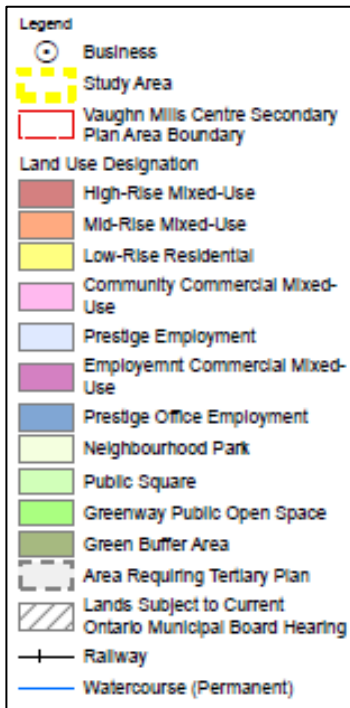 Legend
Business
Study Area
Vaughn Mills Centre Secondary
Plan Area Boundary
Land Use Designation
High-Rise Mixed-Use
Mid-Rise Mixed-Use
Low-Rise Residential
Community Commercial Mixed-
Use
Prestige Employment
Employemnt Commercial Mixed-
Use
Prestige Office Employment
Neighbourhood Park
Public Square
Greenway Public Open Space
Green Buffer Area
Area Requiring Tertiary Plan
Lands Subject to Current
Ontario Municipal Board Hearing
Railway
Watercourse (Permanent)